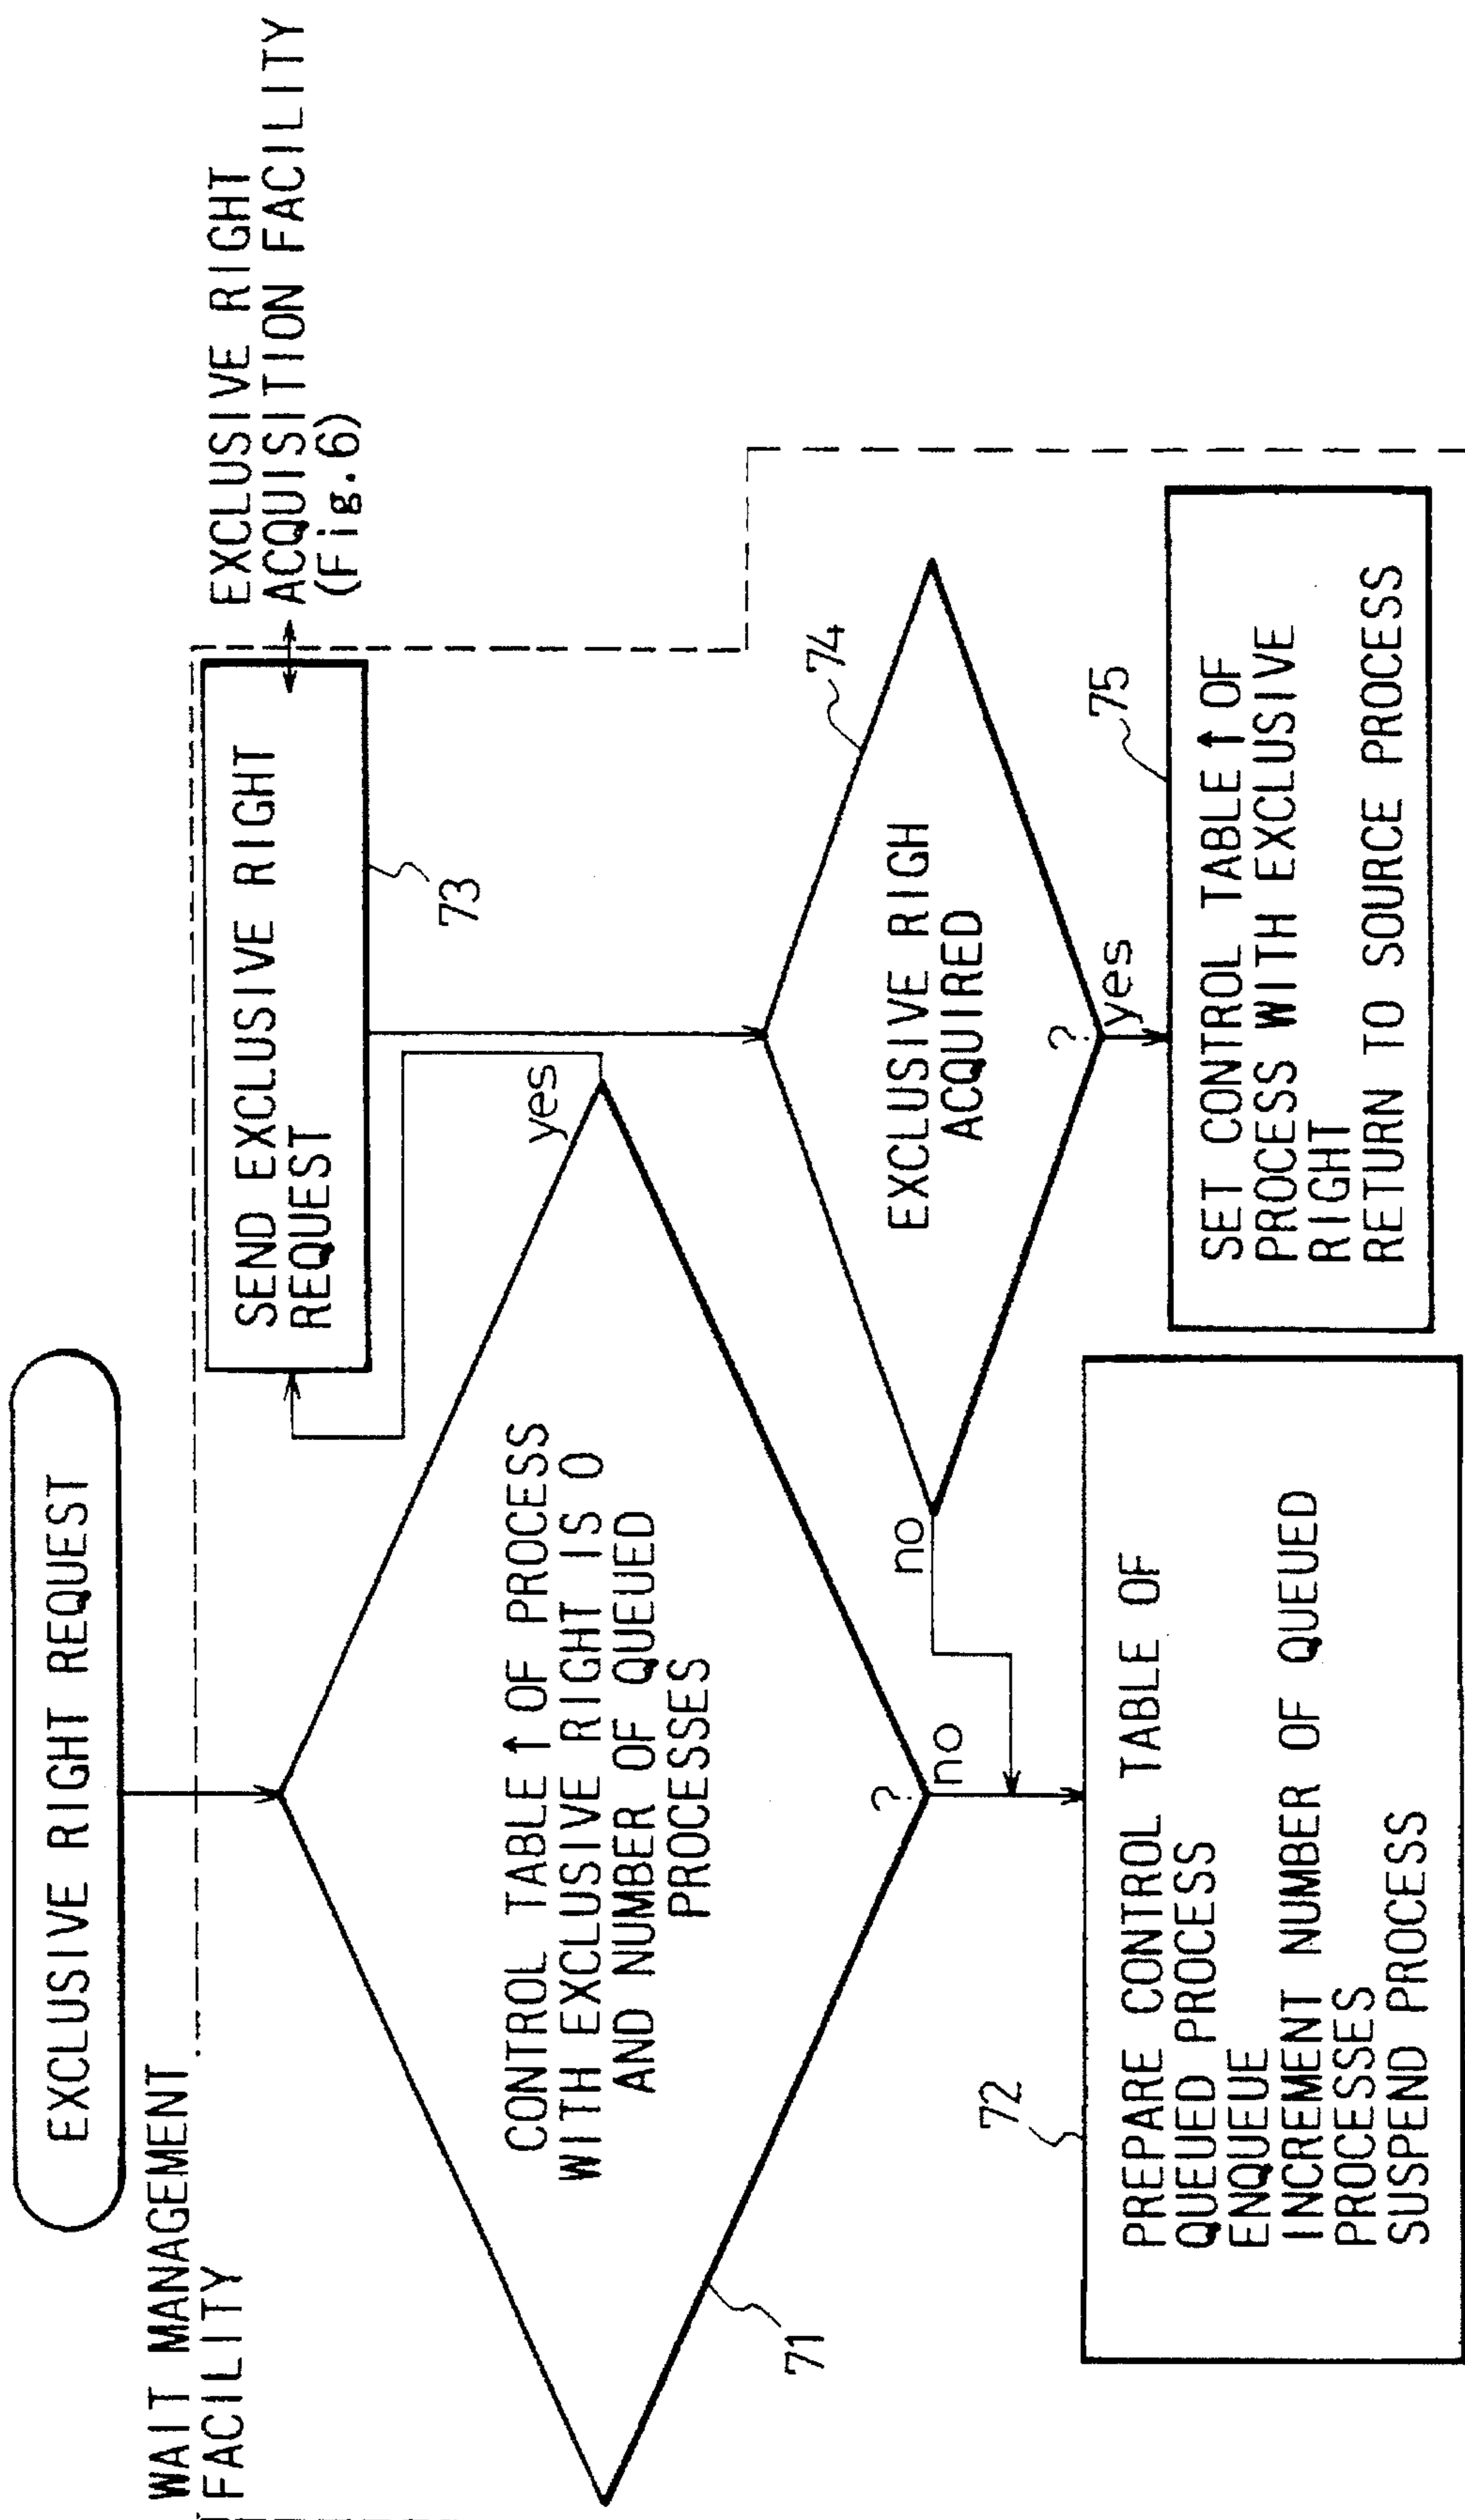 EXCLUSIVE RIGHT REQUEST
WAIT MANAGEMENT
FACILITY
EXCLUSIVE RIGHT
ACQUISITION FACILITY
(Fig.6)
SEND EXCLUSIVE RIGHT
REQUEST
73
CONTROL TABLE ↑ OF PROCESS
WITH EXCLUSIVE RIGHT IS 0
AND NUMBER OF QUEUED
PROCESSES
?
yes
no
71
EXCLUSIVE RIGH
ACQUIRED
?
74
no
yes
72
PREPARE CONTROL TABLE OF
QUEUED PROCESS
ENQUEUE
INCREMENT NUMBER OF QUEUED
PROCESSES
SUSPEND PROCESS
75
SET CONTROL TABLE ↑ OF
PROCESS WITH EXCLUSIVE
RIGHT
RETURN TO SOURCE PROCESS